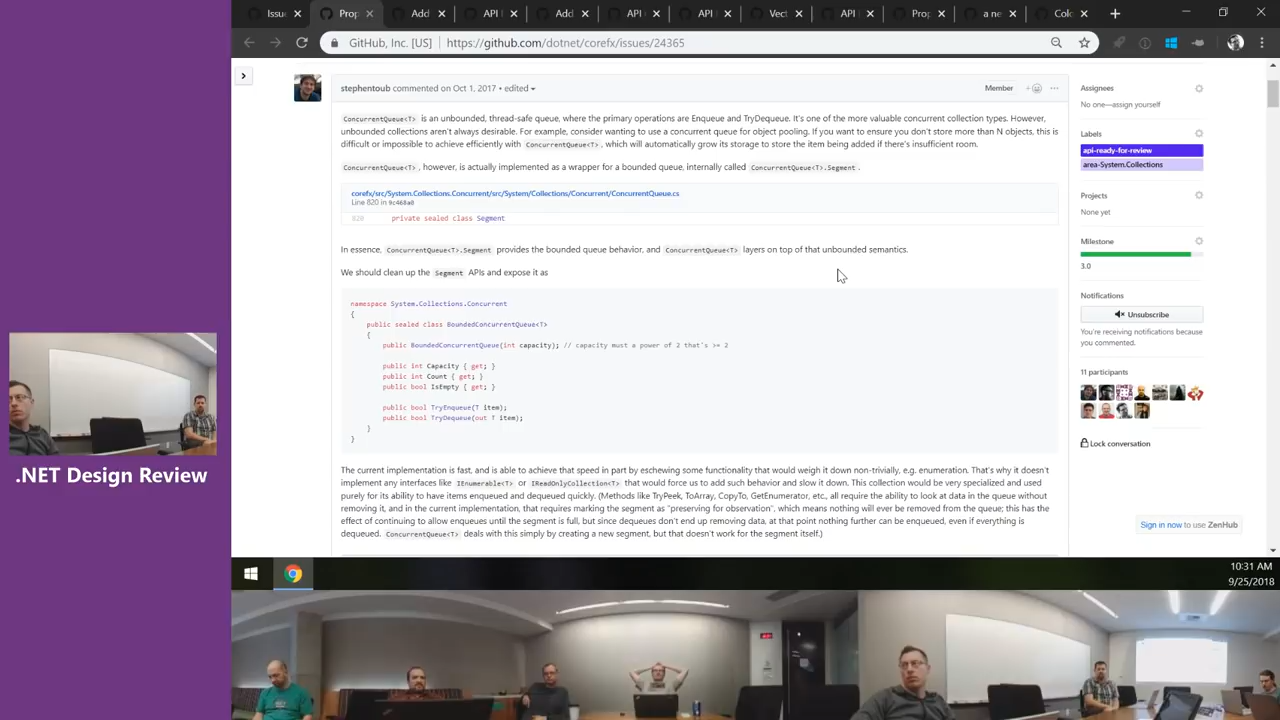 Issu
Prop
Add
API I
Add
API
API I
Vect
API I
Prop
a ne
Colu
GitHub, Inc. [US] | https://github.com/dotnet/corefx/issues/24365
stephentoub commented on Oct 1, 2017 • edited
Member
ConcurrentQueue<T> is an unbounded, thread-safe queue, where the primary operations are Enqueue and TryDequeue. It's one of the more valuable concurrent collection types. However,
unbounded collections aren't always desirable. For example, consider wanting to use a concurrent queue for object pooling. If you want to ensure you don't store more than N objects, this is
difficult or impossible to achieve efficiently with ConcurrentQueue<T>, which will automatically grow its storage to store the item being added if there's insufficient room.
ConcurrentQueue<T>, however, is actually implemented as a wrapper for a bounded queue, internally called ConcurrentQueue<T>.Segment.
corefx/src/System.Collections.Concurrent/src/System/Collections/Concurrent/ConcurrentQueue.cs
Line 820 in 9c468a0
820 private sealed class Segment
In essence, ConcurrentQueue<T>.Segment provides the bounded queue behavior, and ConcurrentQueue<T> layers on top of that unbounded semantics.
We should clean up the Segment APIs and expose it as
namespace System.Collections.Concurrent
{
public sealed class BoundedConcurrentQueue<T>
{
public BoundedConcurrentQueue(int capacity); // capacity must a power of 2 that's >= 2
public int Capacity { get; }
public int Count { get; }
public bool IsEmpty { get; }
public bool TryEnqueue(T item);
public bool TryDequeue(out T item);
}
}
The current implementation is fast, and is able to achieve that speed in part by eschewing some functionality that would weigh it down non-trivially, e.g. enumeration. That's why it doesn't
implement any interfaces like IEnumerable<T> or IReadOnlyCollection<T> that would force us to add such behavior and slow it down. This collection would be very specialized and used
purely for its ability to have items enqueued and dequeued quickly. (Methods like TryPeek, ToArray, CopyTo, GetEnumerator, etc., all require the ability to look at data in the queue without
removing it, and in the current implementation, that requires marking the segment as "preserving for observation", which means nothing will ever be removed from the queue; this has the
effect of continuing to allow enqueues until the segment is full, but since dequeues don't end up removing data, at that point nothing further can be enqueued, even if everything is
dequeued. ConcurrentQueue<T> deals with this simply by creating a new segment, but that doesn't work for the segment itself.)
Assignees
No one—assign yourself
Labels
api-ready-for-review
area-System.Collections
Projects
None yet
Milestone
3.0
Notifications
Unsubscribe
You're receiving notifications because
you commented.
11 participants
Lock conversation
Sign in now to use ZenHub
.NET Design Review
10:31 AM
9/25/2018